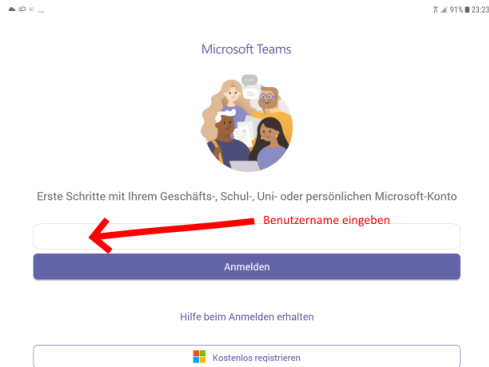 91% 23:23
Microsoft Teams
Erste Schritte mit Ihrem Geschäfts-, Schul-, Uni- oder persönlichen Microsoft-Konto
Benutzername eingeben
Anmelden
Hilfe beim Anmelden erhalten
Kostenlos registrieren